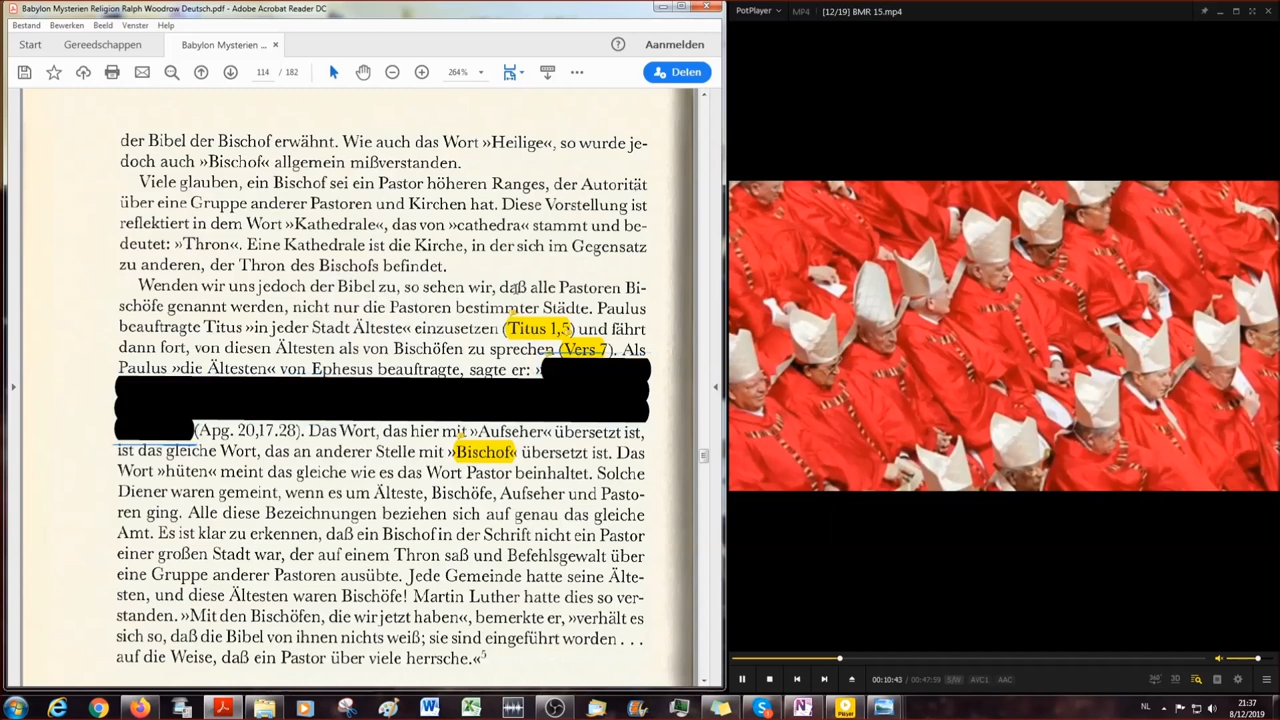 Babylon Mysterien Religion Ralph Woodrow Deutsch.pdf - Adobe Acrobat Reader DC
Bestand Bewerken Beeld Venster Help
Start Gereedschappen Babylon Mysterien ... × Aanmelden
114 / 182 264% Delen
der Bibel der Bischof erwähnt. Wie auch das Wort »Heilige«, so wurde je-
doch auch »Bischof« allgemein mißverstanden.
Viele glauben, ein Bischof sei ein Pastor höheren Ranges, der Autorität
über eine Gruppe anderer Pastoren und Kirchen hat. Diese Vorstellung ist
reflektiert in dem Wort »Kathedrale«, das von »cathedra« stammt und be-
deutet: »Thron«. Eine Kathedrale ist die Kirche, in der sich im Gegensatz
zu anderen, der Thron des Bischofs befindet.
Wenden wir uns jedoch der Bibel zu, so sehen wir, daß alle Pastoren Bi-
schöfe genannt werden, nicht nur die Pastoren bestimmter Städte. Paulus
beauftragte Titus »in jeder Stadt Älteste« einzusetzen (Titus 1,5) und fährt
dann fort, von diesen Ältesten als von Bischöfen zu sprechen (Vers 7). Als
Paulus »die Ältesten« von Ephesus beauftragte, sagte er: »
(Apg. 20,17.28). Das Wort, das hier mit »Aufseher« übersetzt ist,
ist das gleiche Wort, das an anderer Stelle mit »Bischof« übersetzt ist. Das
Wort »hüten« meint das gleiche wie es das Wort Pastor beinhaltet. Solche
Diener waren gemeint, wenn es um Älteste, Bischöfe, Aufseher und Pasto-
ren ging. Alle diese Bezeichnungen beziehen sich auf genau das gleiche
Amt. Es ist klar zu erkennen, daß ein Bischof in der Schrift nicht ein Pastor
einer großen Stadt war, der auf einem Thron saß und Befehlsgewalt über
eine Gruppe anderer Pastoren ausübte. Jede Gemeinde hatte seine Älte-
sten, und diese Ältesten waren Bischöfe! Martin Luther hatte dies so ver-
standen. »Mit den Bischöfen, die wir jetzt haben«, bemerkte er, »verhält es
sich so, daß die Bibel von ihnen nichts weiß; sie sind eingeführt worden . . .
auf die Weise, daß ein Pastor über viele herrsche.«⁵
PotPlayer MP4 [12/19] BMR 15.mp4
00:10:43 / 00:47:59 S/W AVC1 AAC 360° 3D
NL 21:37
8/12/2019